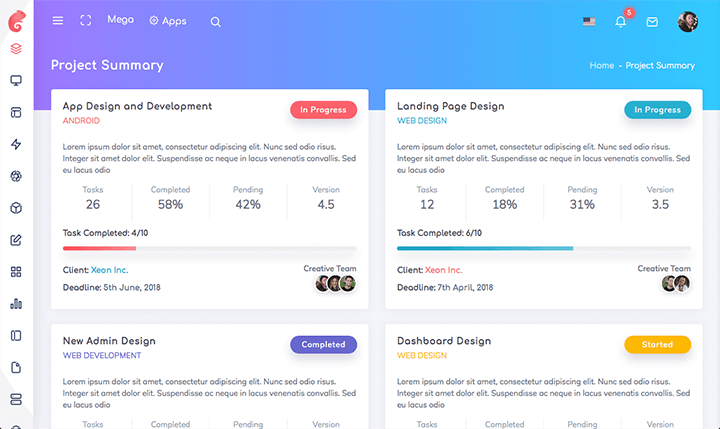 Mega
Apps
5
Project Summary
Home - Project Summary
App Design and Development
In Progress
ANDROID
Lorem ipsum dolor sit amet, consectetur adipiscing elit. Nunc sed odio risus.
Integer sit amet dolor elit. Suspendisse ac neque in lacus venenatis convallis. Sed
eu lacus odio
Tasks Completed Pending Version
26 58% 42% 4.5
Task Completed: 4/10
Client: Xeon Inc.
Creative Team
Deadline: 5th June, 2018
Landing Page Design
In Progress
WEB DESIGN
Lorem ipsum dolor sit amet, consectetur adipiscing elit. Nunc sed odio risus.
Integer sit amet dolor elit. Suspendisse ac neque in lacus venenatis convallis. Sed
eu lacus odio
Tasks Completed Pending Version
12 18% 31% 3.5
Task Completed: 6/10
Client: Xeon Inc.
Creative Team
Deadline: 7th April, 2018
New Admin Design
Completed
WEB DEVELOPMENT
Lorem ipsum dolor sit amet, consectetur adipiscing elit. Nunc sed odio risus.
Integer sit amet dolor elit. Suspendisse ac neque in lacus venenatis convallis. Sed
eu lacus odio
Tasks Completed Pending Version
Dashboard Design
Started
WEB DESIGN
Lorem ipsum dolor sit amet, consectetur adipiscing elit. Nunc sed odio risus.
Integer sit amet dolor elit. Suspendisse ac neque in lacus venenatis convallis. Sed
eu lacus odio
Tasks Completed Pending Version